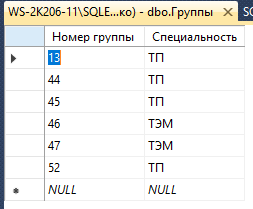 WS-2K206-11\SQLE...ко) - dbo.Группы
Номер группы Специальность
13 ТП
44 ТП
45 ТП
46 ТЭМ
47 ТЭМ
52 ТП
NULL NULL